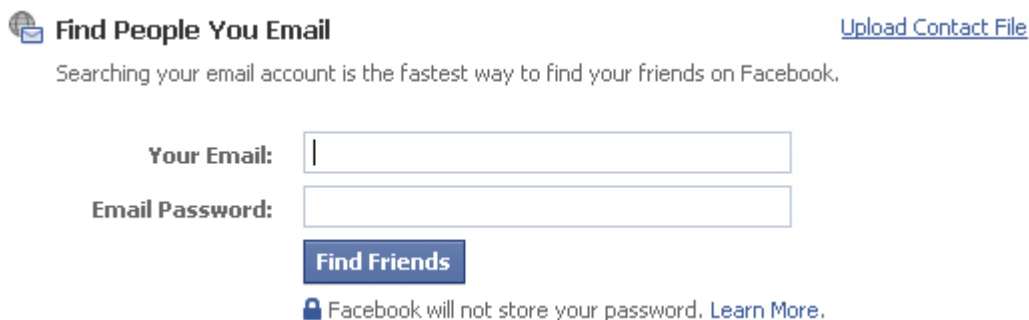 Find People You Email
Upload Contact File
Searching your email account is the fastest way to find your friends on Facebook.
Your Email:
Email Password:
Find Friends
Facebook will not store your password. Learn More.